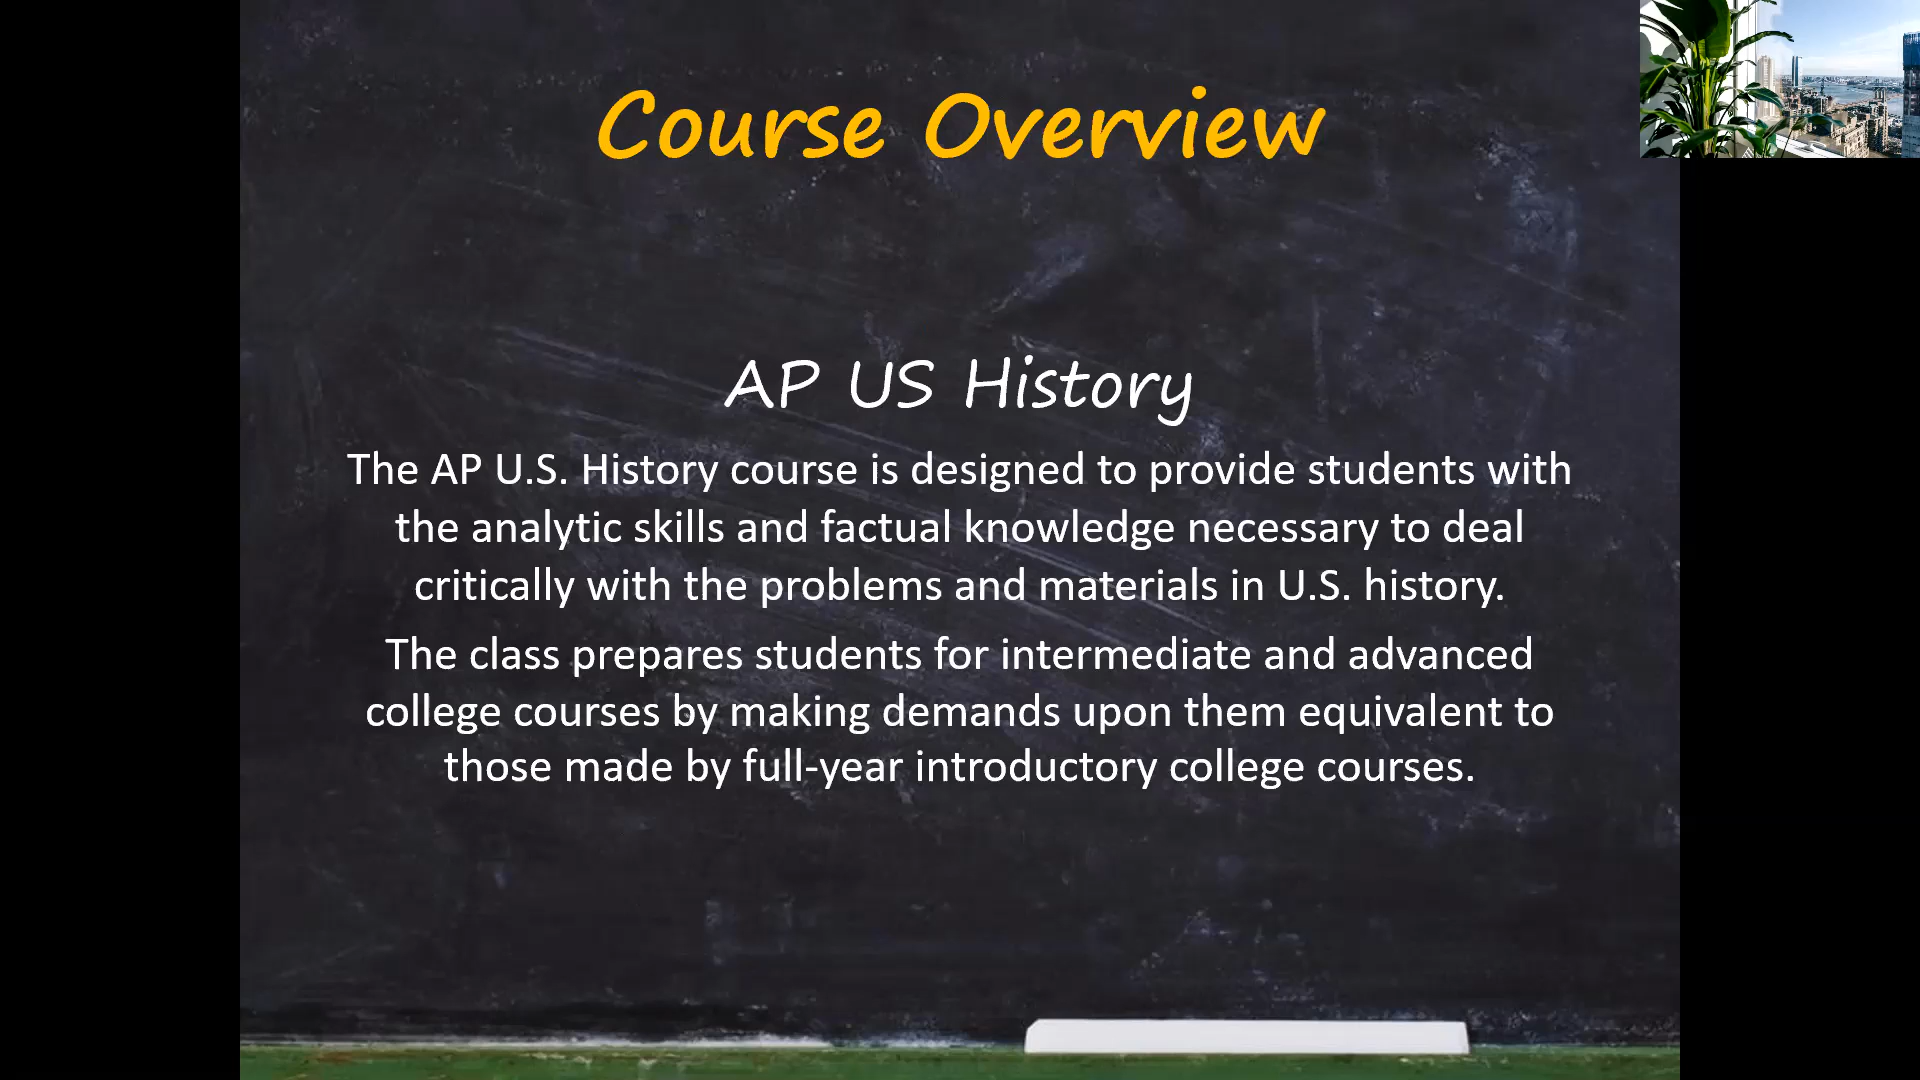 Course Overview
AP US History
The AP U.S. History course is designed to provide students with
the analytic skills and factual knowledge necessary to deal
critically with the problems and materials in U.S. history.
The class prepares students for intermediate and advanced
college courses by making demands upon them equivalent to
those made by full-year introductory college courses.